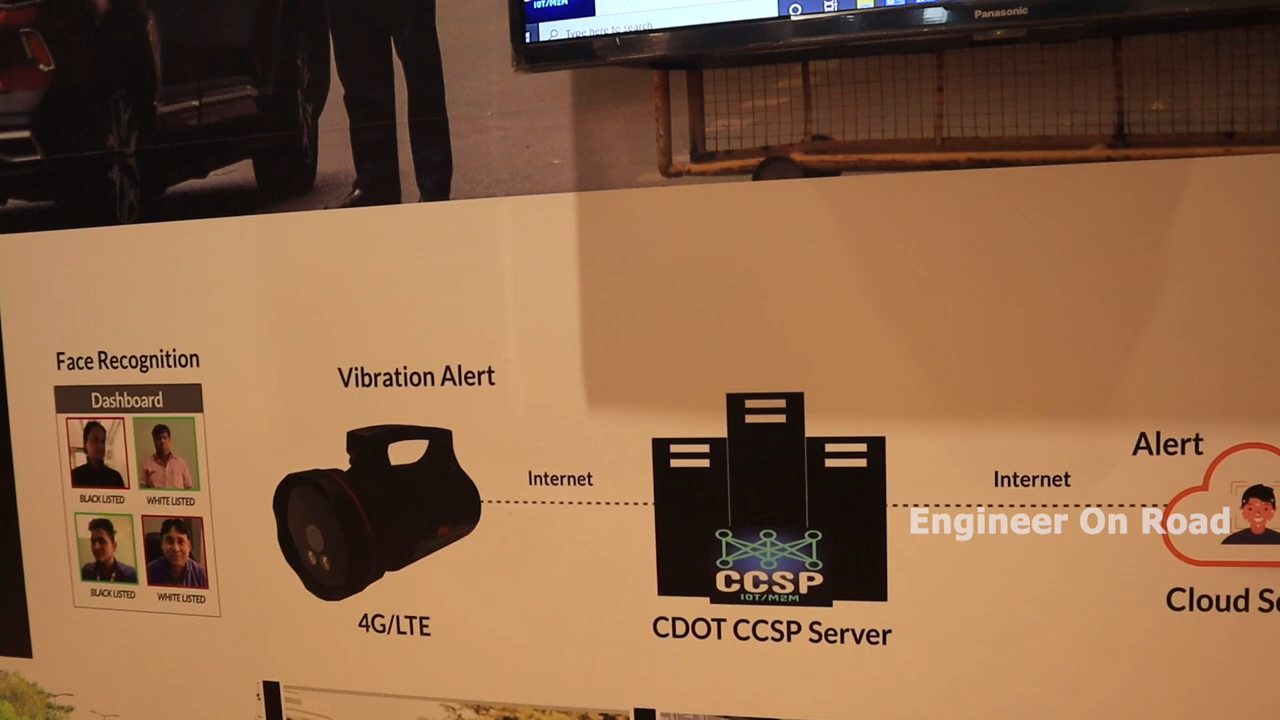 IOT/M2M
Type here to search
Panasonic
Face Recognition
Dashboard
BLACK LISTED
WHITE LISTED
BLACK LISTED
WHITE LISTED
Vibration Alert
4G/LTE
Internet
CCSP
IOT/M2M
CDOT CCSP Server
Internet
Alert
Engineer On Road
Cloud